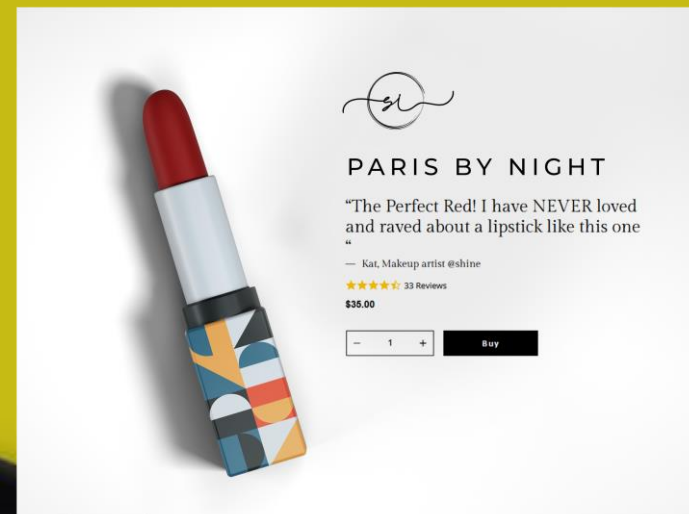 si
PARIS BY NIGHT
“The Perfect Red! I have NEVER loved
and raved about a lipstick like this one
“
— Kat, Makeup artist @shine
33 Reviews
$35.00
− 1 +
Buy